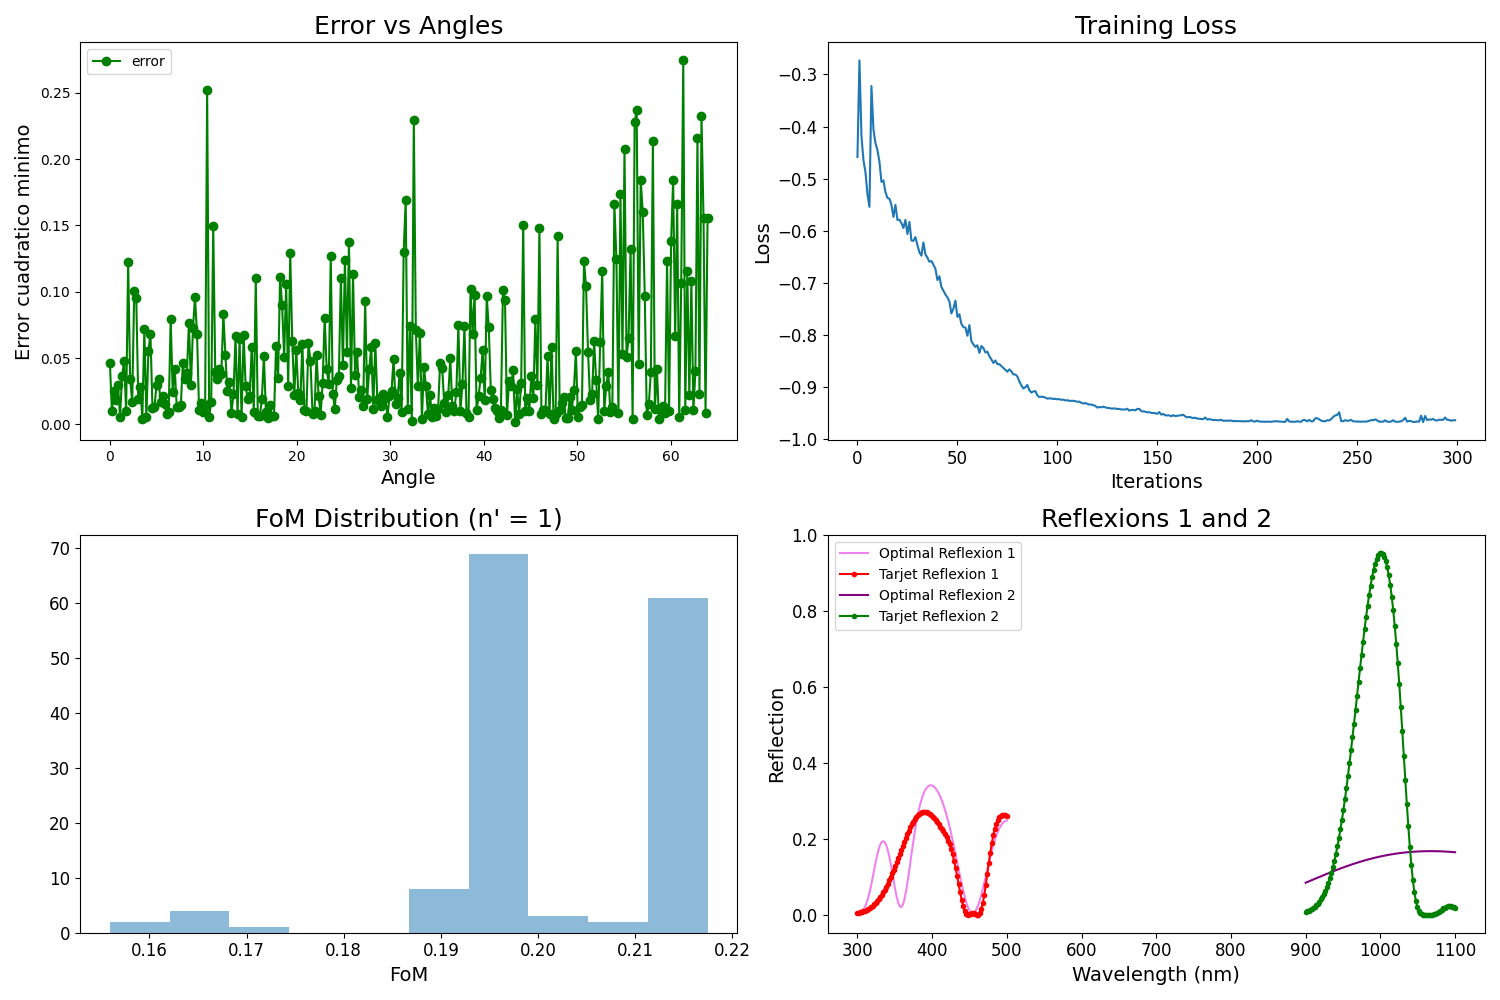 Error vs Angles
error
Error cuadratico minimo
0.25
0.20
0.15
0.10
0.05
0.00
0 10 20 30 40 50 60
Angle
Training Loss
Loss
−0.3
−0.4
−0.5
−0.6
−0.7
−0.8
−0.9
−1.0
0 50 100 150 200 250 300
Iterations
FoM Distribution (n' = 1)
70
60
50
40
30
20
10
0
0.16 0.17 0.18 0.19 0.20 0.21 0.22
FoM
Reflexions 1 and 2
Optimal Reflexion 1
Tarjet Reflexion 1
Optimal Reflexion 2
Tarjet Reflexion 2
Reflection
1.0
0.8
0.6
0.4
0.2
0.0
300 400 500 600 700 800 900 1000 1100
Wavelength (nm)